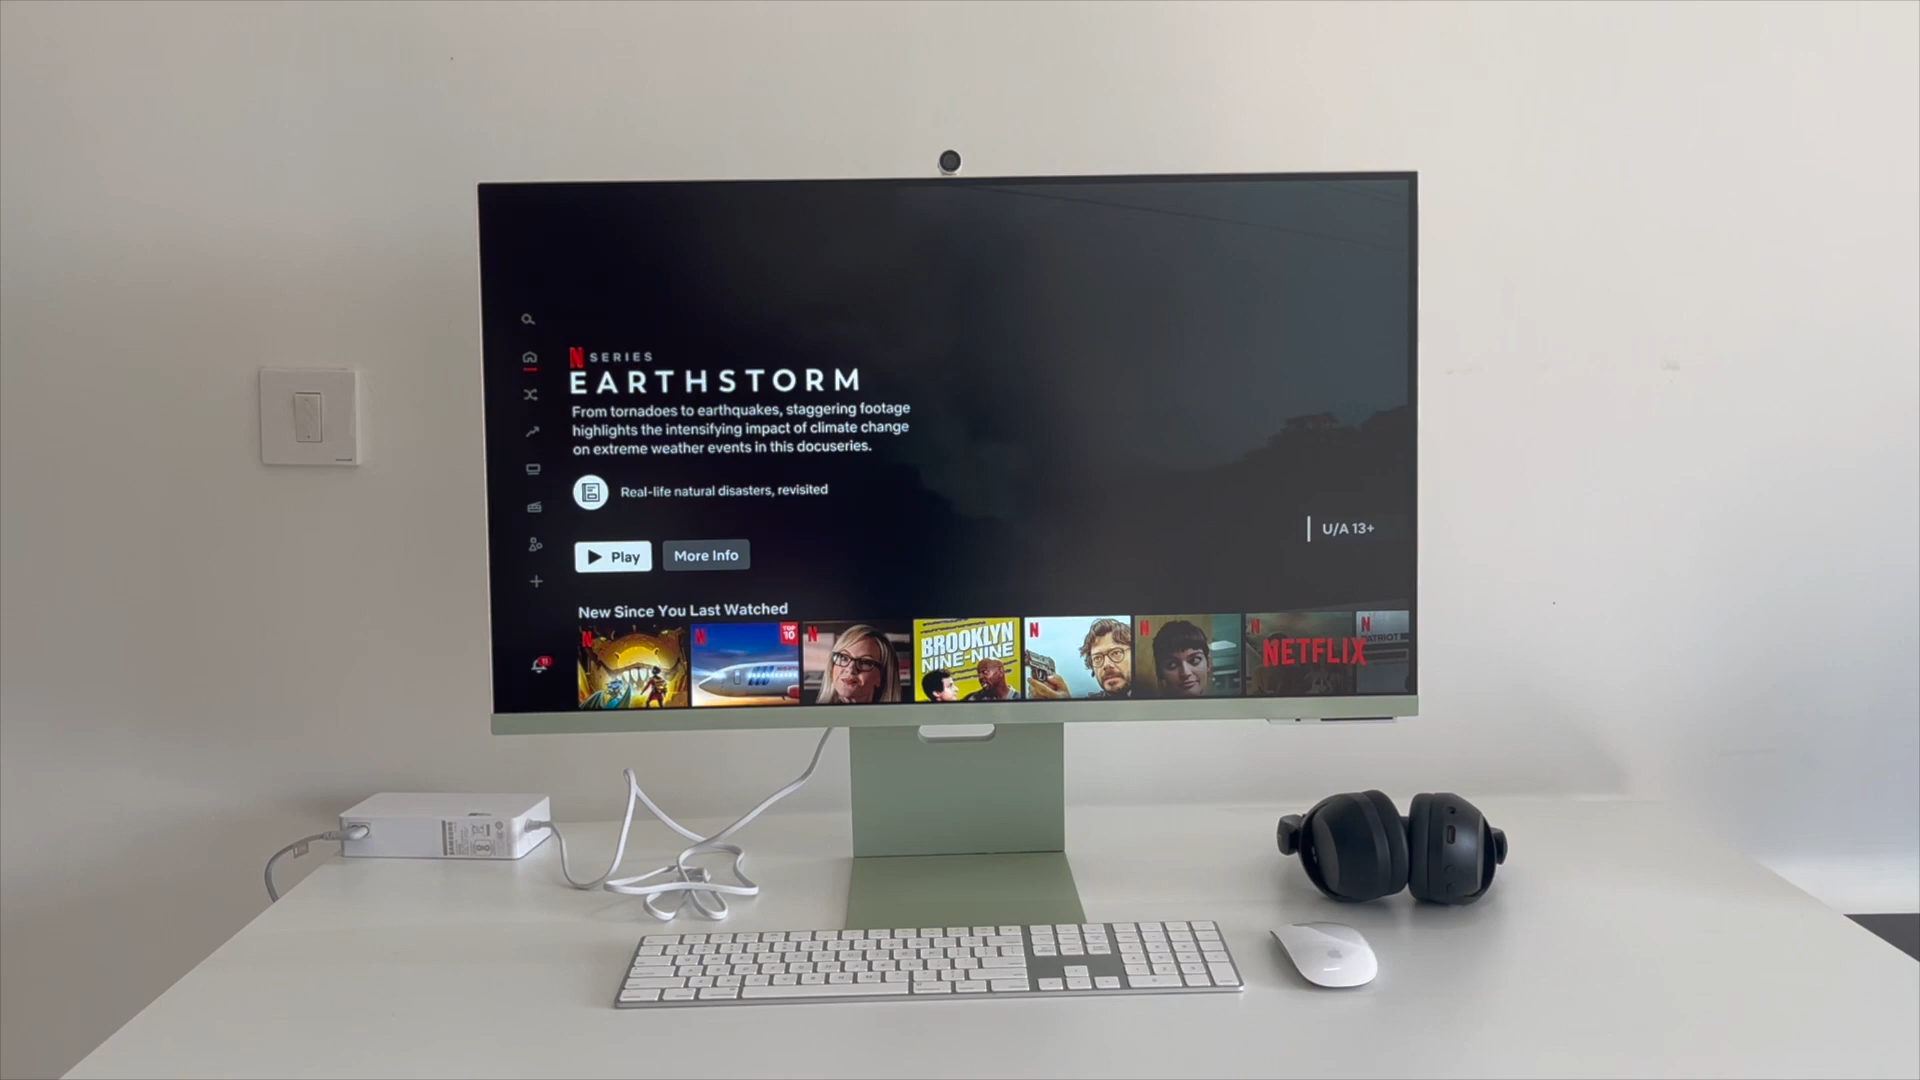 N SERIES
EARTHSTORM
From tornadoes to earthquakes, staggering footage
highlights the intensifying impact of climate change
on extreme weather events in this docuseries.
Real-life natural disasters, revisited
U/A 13+
Play
More Info
New Since You Last Watched
N
N
TOP
10
N
BROOKLYN
NINE-NINE
N
N
N
NETFLIX
N
SAMSUNG